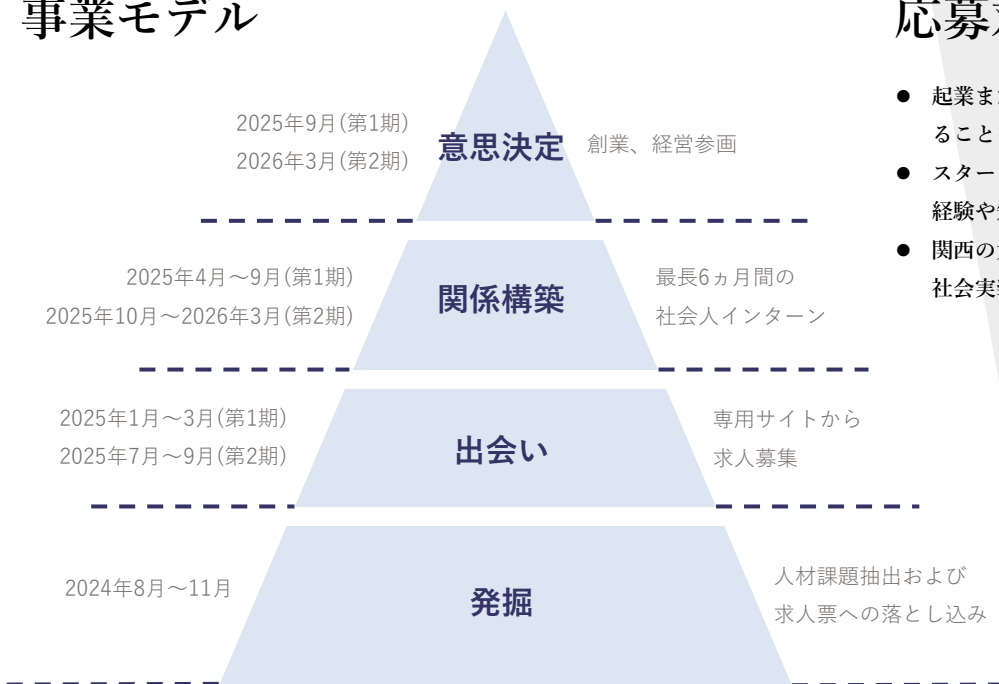 事業モデル
2025年9月(第1期)
2026年3月(第2期)
意思決定
創業、経営参画
2025年4月～9月(第1期)
2025年10月～2026年3月(第2期)
関係構築
最長6ヵ月間の
社会人インターン
2025年1月～3月(第1期)
2025年7月～9月(第2期)
出会い
専用サイトから
求人募集
2024年8月～11月
発掘
人材課題抽出および
求人票への落とし込み
応募
● 起業ま
ること
● スター
経験や
● 関西の
社会実